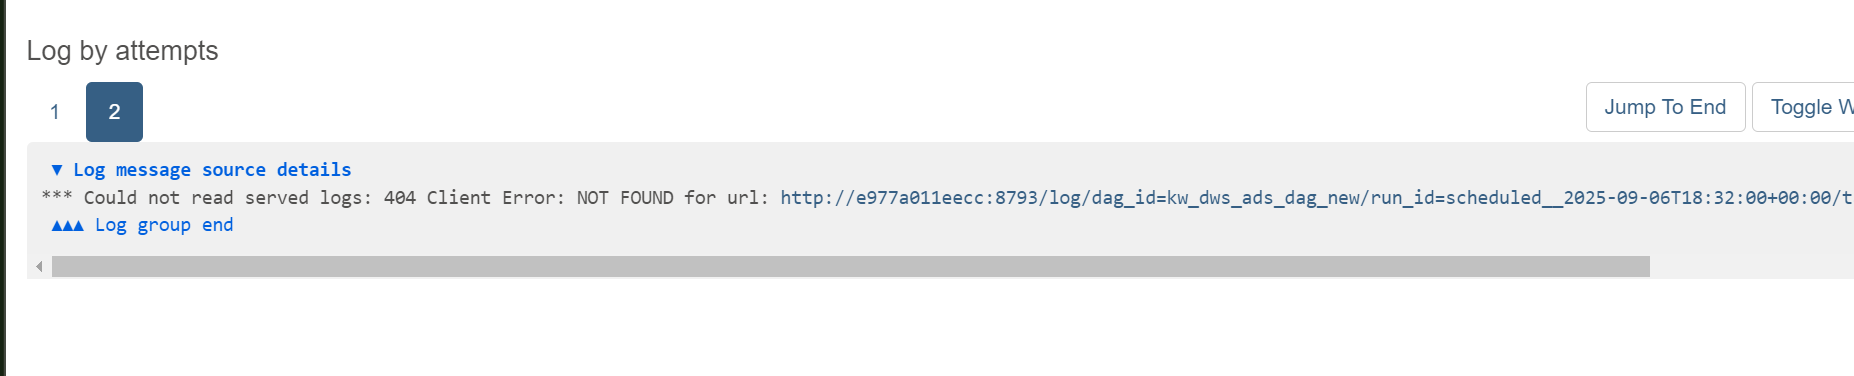 Log by attempts
1 2 Jump To End Toggle W
▼ Log message source details
*** Could not read served logs: 404 Client Error: NOT FOUND for url: http://e977a011eecc:8793/log/dag_id=kw_dws_ads_dag_new/run_id=scheduled__2025-09-06T18:32:00+00:00/t
▲▲▲ Log group end